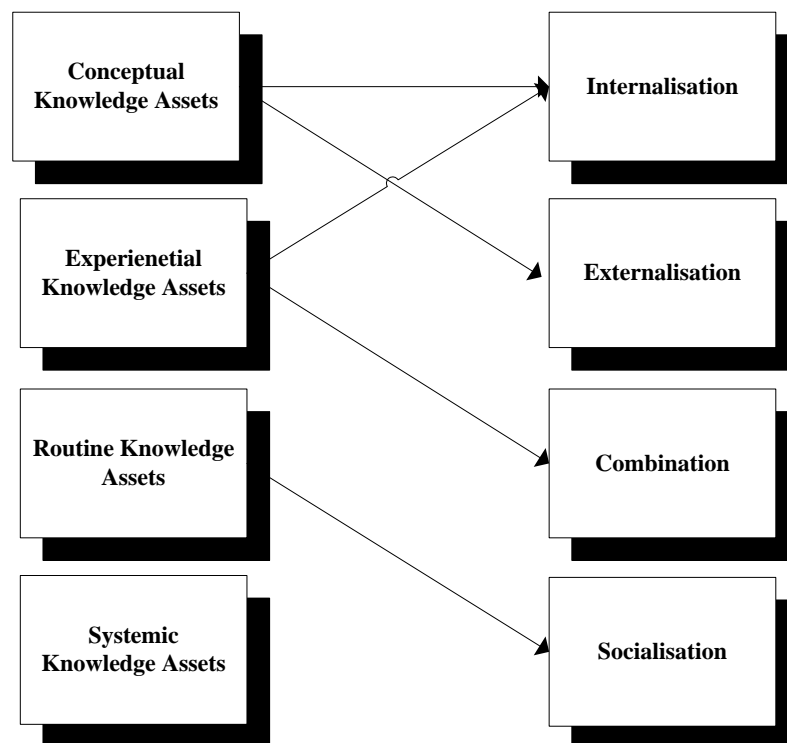 Conceptual
Knowledge Assets
Internalisation
Experienetial
Knowledge Assets
Externalisation
Routine Knowledge
Assets
Combination
Systemic
Knowledge Assets
Socialisation